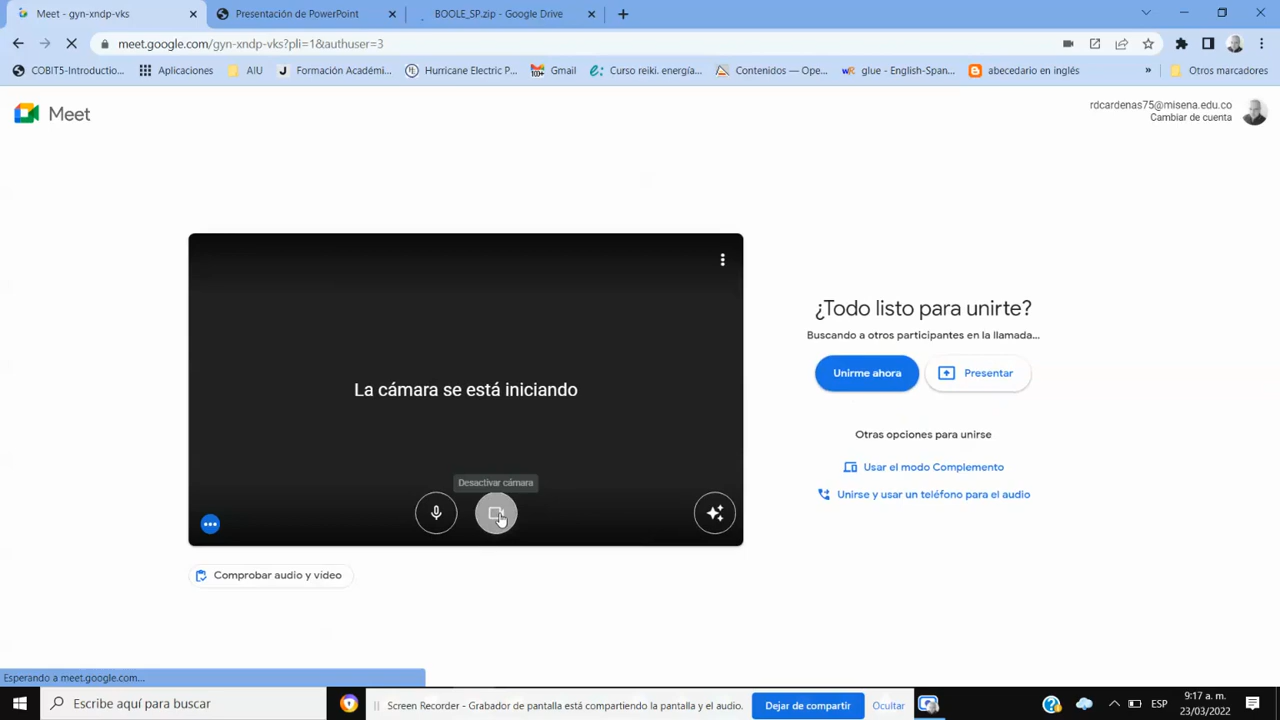 Meet - gyn-xndp-vks
Presentación de PowerPoint
BOOLE_SP.zip - Google Drive
meet.google.com/gyn-xndp-vks?pli=1&authuser=3
COBIT5-Introductio...
Aplicaciones
AIU
Formación Académi...
Hurricane Electric P...
Gmail
Curso reiki. energía...
Contenidos — Ope...
glue - English-Span...
abecedario en inglés
»
Otros marcadores
Meet
rdcardenas75@misena.edu.co
Cambiar de cuenta
La cámara se está iniciando
Desactivar cámara
Comprobar audio y video
¿Todo listo para unirte?
Buscando a otros participantes en la llamada...
Unirme ahora
Presentar
Otras opciones para unirse
Usar el modo Complemento
Unirse y usar un teléfono para el audio
Esperando a meet.google.com...
Escribe aquí para buscar
Screen Recorder - Grabador de pantalla está compartiendo la pantalla y el audio.
Dejar de compartir
Ocultar
ESP
9:17 a. m.
23/03/2022